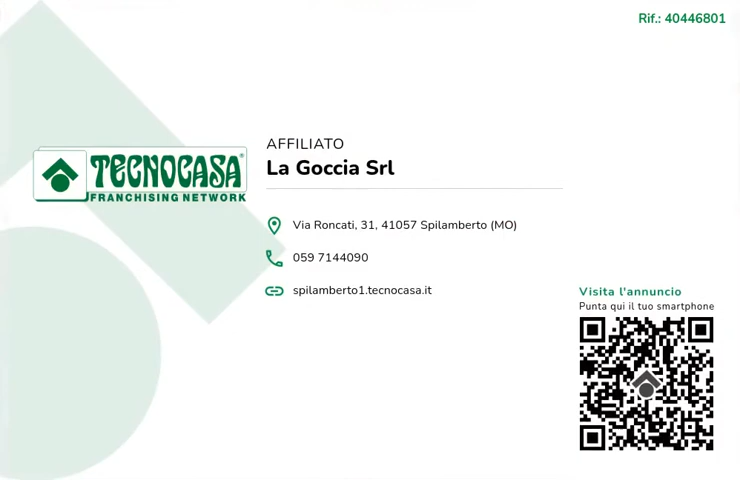 Rif.: 40446801
AFFILIATO
La Goccia Srl
TECNOCASA®
FRANCHISING NETWORK
Via Roncati, 31, 41057 Spilamberto (MO)
059 7144090
spilamberto1.tecnocasa.it
Visita l'annuncio
Punta qui il tuo smartphone